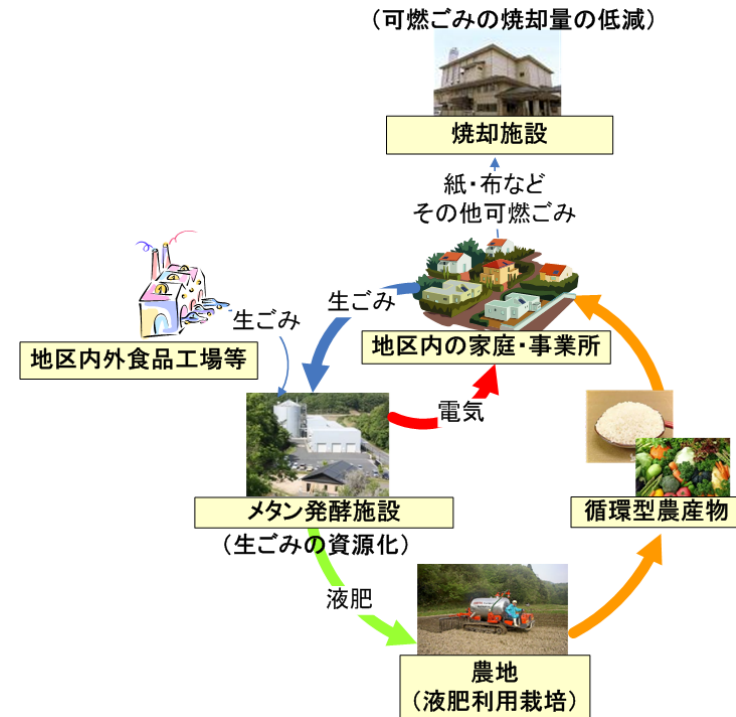 (可燃ごみの焼却量の低減)
焼却施設
紙・布など
その他可燃ごみ
生ごみ
生ごみ
地区内外食品工場等
地区内の家庭・事業所
電気
メタン発酵施設
(生ごみの資源化)
循環型農産物
液肥
農地
(液肥利用栽培)